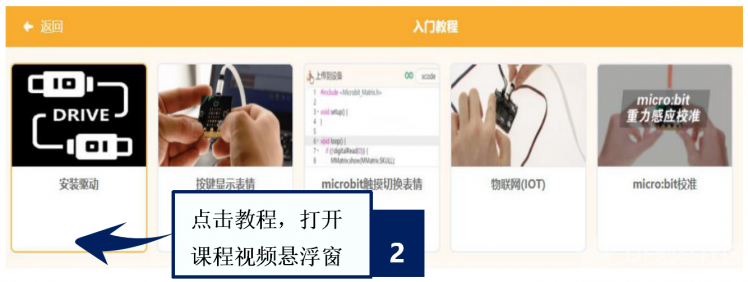 返回
入门教程
DRIVE
上传到设备
xcode
1 #include <Microbit_Matrix.h>
2
3 void setup() {
4 }
5
6 void loop() {
7 if (!digitalRead(0)) {
8 MMatrix.show(MMatrix.SKULL)
micro:bit
重力感应校准
安装驱动
按键显示表情
microbit触摸切换表情
物联网(IOT)
micro:bit校准
点击教程，打开
课程视频悬浮窗
2